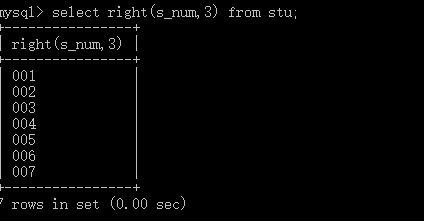 mysql> select right(s_num,3) from stu;
+----------------+
| right(s_num,3) |
+----------------+
| 001            |
| 002            |
| 003            |
| 004            |
| 005            |
| 006            |
| 007            |
+----------------+
7 rows in set (0.00 sec)